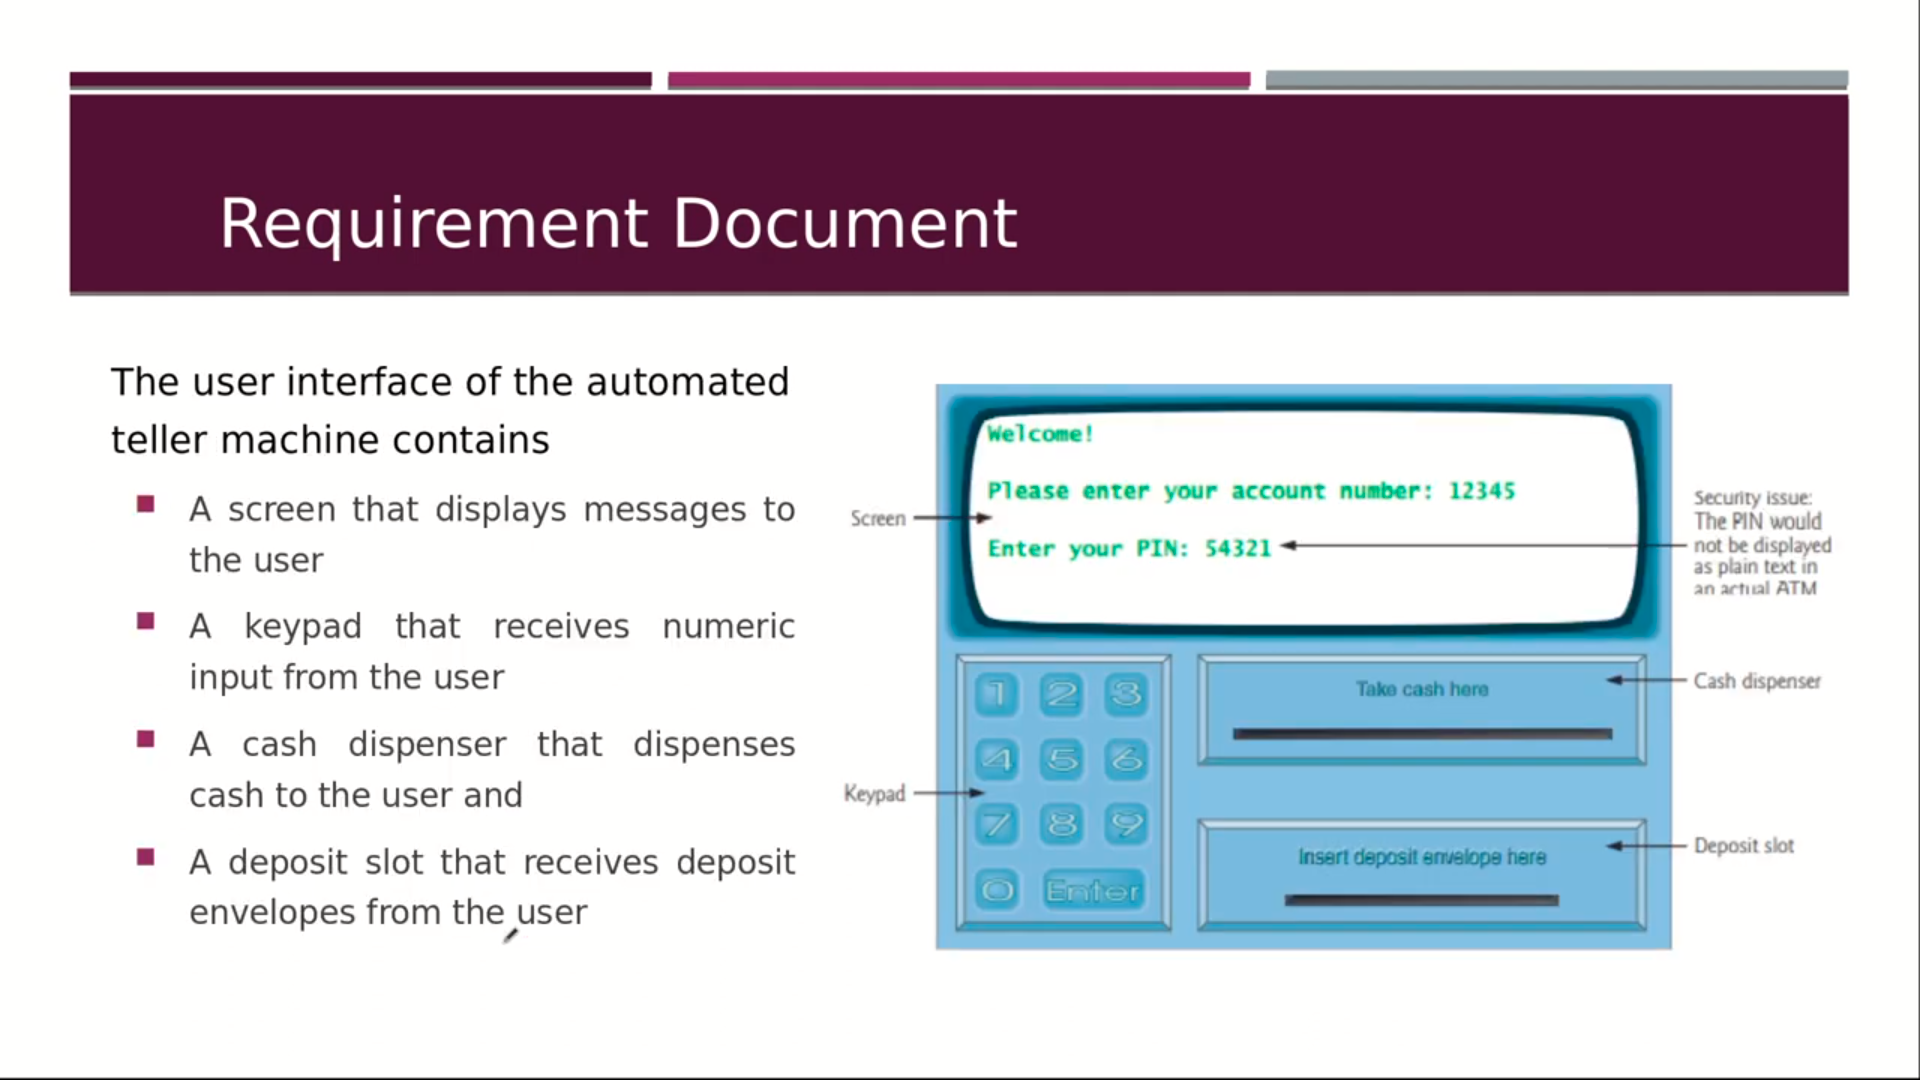 Requirement Document
The user interface of the automated
teller machine contains
A screen that displays messages to
the user
A keypad that receives numeric
input from the user
A cash dispenser that dispenses
cash to the user and
A deposit slot that receives deposit
envelopes from the user
Welcome!
Please enter your account number: 12345
Enter your PIN: 54321
Screen
Security issue:
The PIN would
not be displayed
as plain text in
an actual ATM
1 2 3
4 5 6
7 8 9
0 Enter
Keypad
Take cash here
Cash dispenser
Insert deposit envelope here
Deposit slot